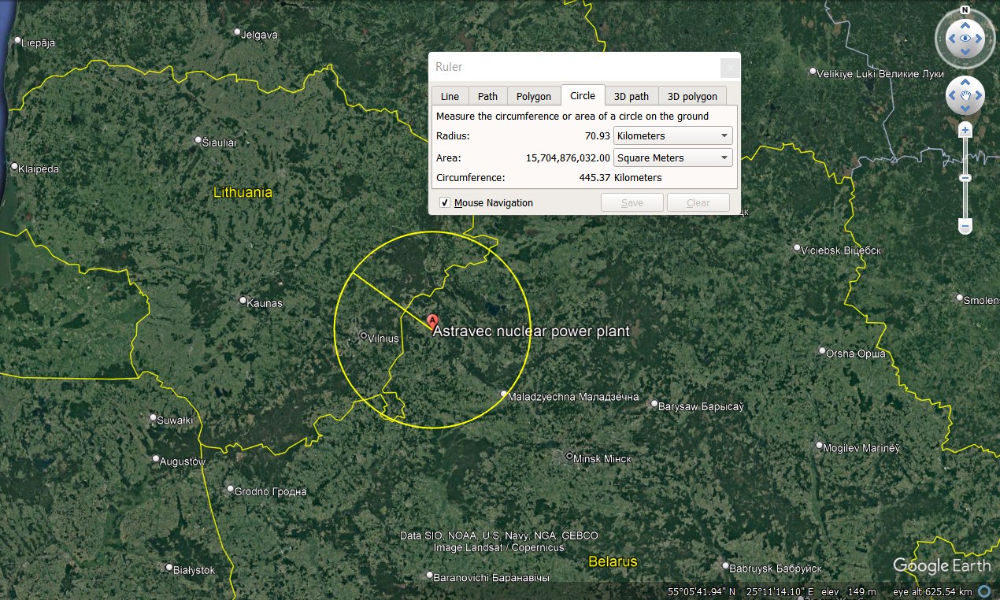 N
Jelgava
Liepāja
Ruler
Velikiye Luki Великие Луки
Line Path Polygon Circle 3D path 3D polygon
Measure the circumference or area of a circle on the ground
Radius: 70.93 Kilometers
Area: 15,704,876,032.00 Square Meters
Circumference: 445.37 Kilometers
Mouse Navigation Save Clear
Šiauliai
Klaipėda
Lithuania
Viciebsk Віцебск
Smolens
Kaunas
A
Astravec nuclear power plant
Vilnius
Orsha Орша
Maladzyechna Маладзечна
Barysaw Барысаў
Suwałki
Mogilev Магілёў
Augustów
Minsk Мінск
Grodno Гродна
Data SIO, NOAA, U.S. Navy, NGA, GEBCO
Image Landsat / Copernicus
Belarus
Białystok
Babruysk Бабруйск
Google Earth
Baranovichi Баранавічы
55°05'41.94" N 25°11'14.10" E elev 149 m eye alt 625.54 km